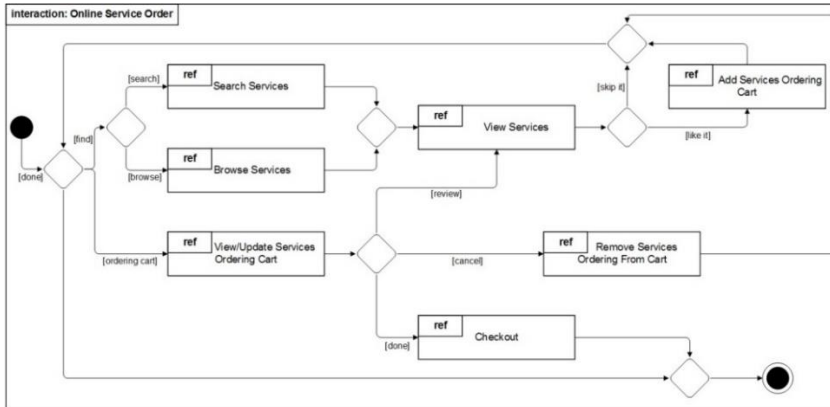 interaction: Online Service Order
[search]
ref
Search Services
ref
Add Services Ordering
Cart
[skip it]
ref
View Services
[find]
[like it]
[done]
[browse]
ref
Browse Services
[review]
ref
View/Update Services
Ordering Cart
[ordering cart]
[cancel]
ref
Remove Services
Ordering From Cart
[done]
ref
Checkout